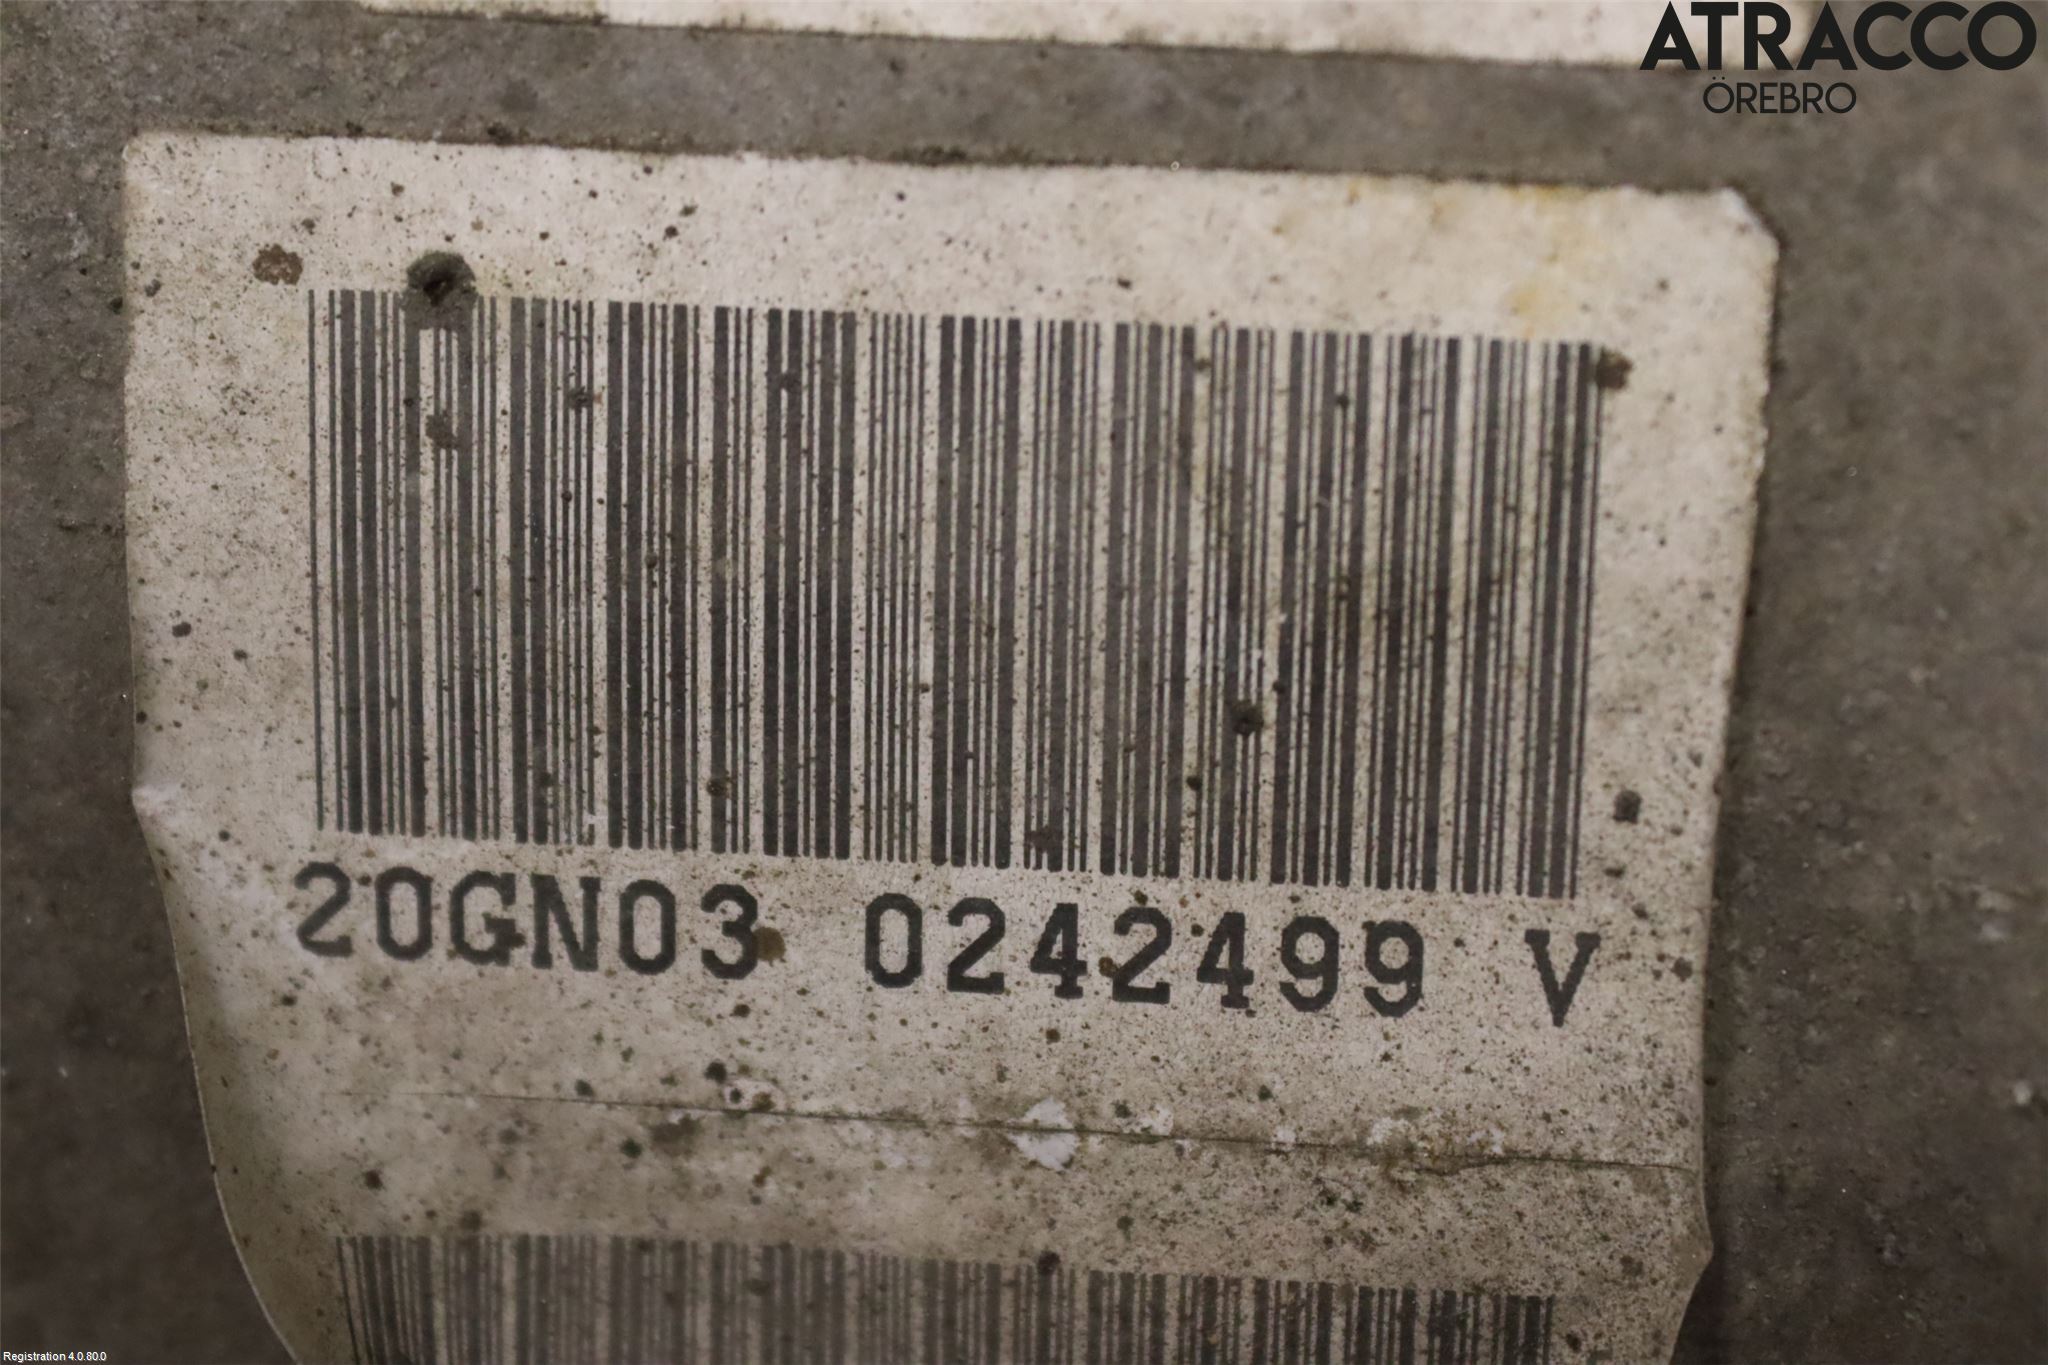 ATRACCO
ÖREBRO
20GN03 0242499 V
Registration 4.0.80.0